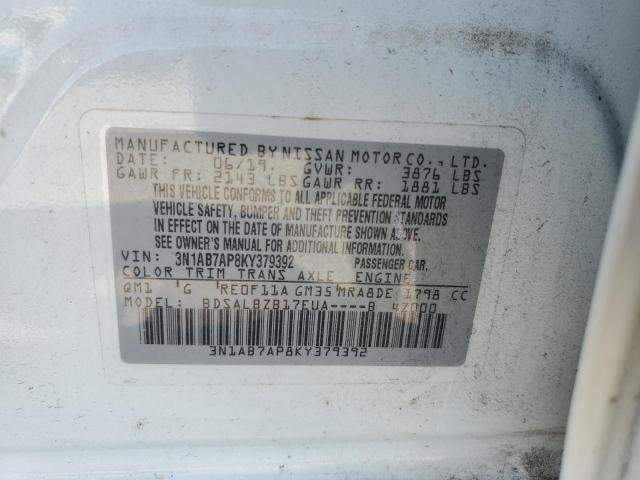 MANUFACTURED BY NISSAN MOTOR CO., LTD.
DATE: 06/19 GVWR: 3876 LBS
GAWR FR: 2143 LBS GAWR RR: 1881 LBS
THIS VEHICLE CONFORMS TO ALL APPLICABLE FEDERAL MOTOR
VEHICLE SAFETY, BUMPER AND THEFT PREVENTION STANDARDS
IN EFFECT ON THE DATE OF MANUFACTURE SHOWN ABOVE.
SEE OWNER'S MANUAL FOR ADDITIONAL INFORMATION.
VIN: 3N1AB7AP8KY379392 PASSENGER CAR.
COLOR TRIM TRANS AXLE ENGINE
QM1 G RE0F11A GM35 MRA8DE 1798 CC
MODEL: BDSALBZB17EUA----B 4Z000
3N1AB7AP8KY379392